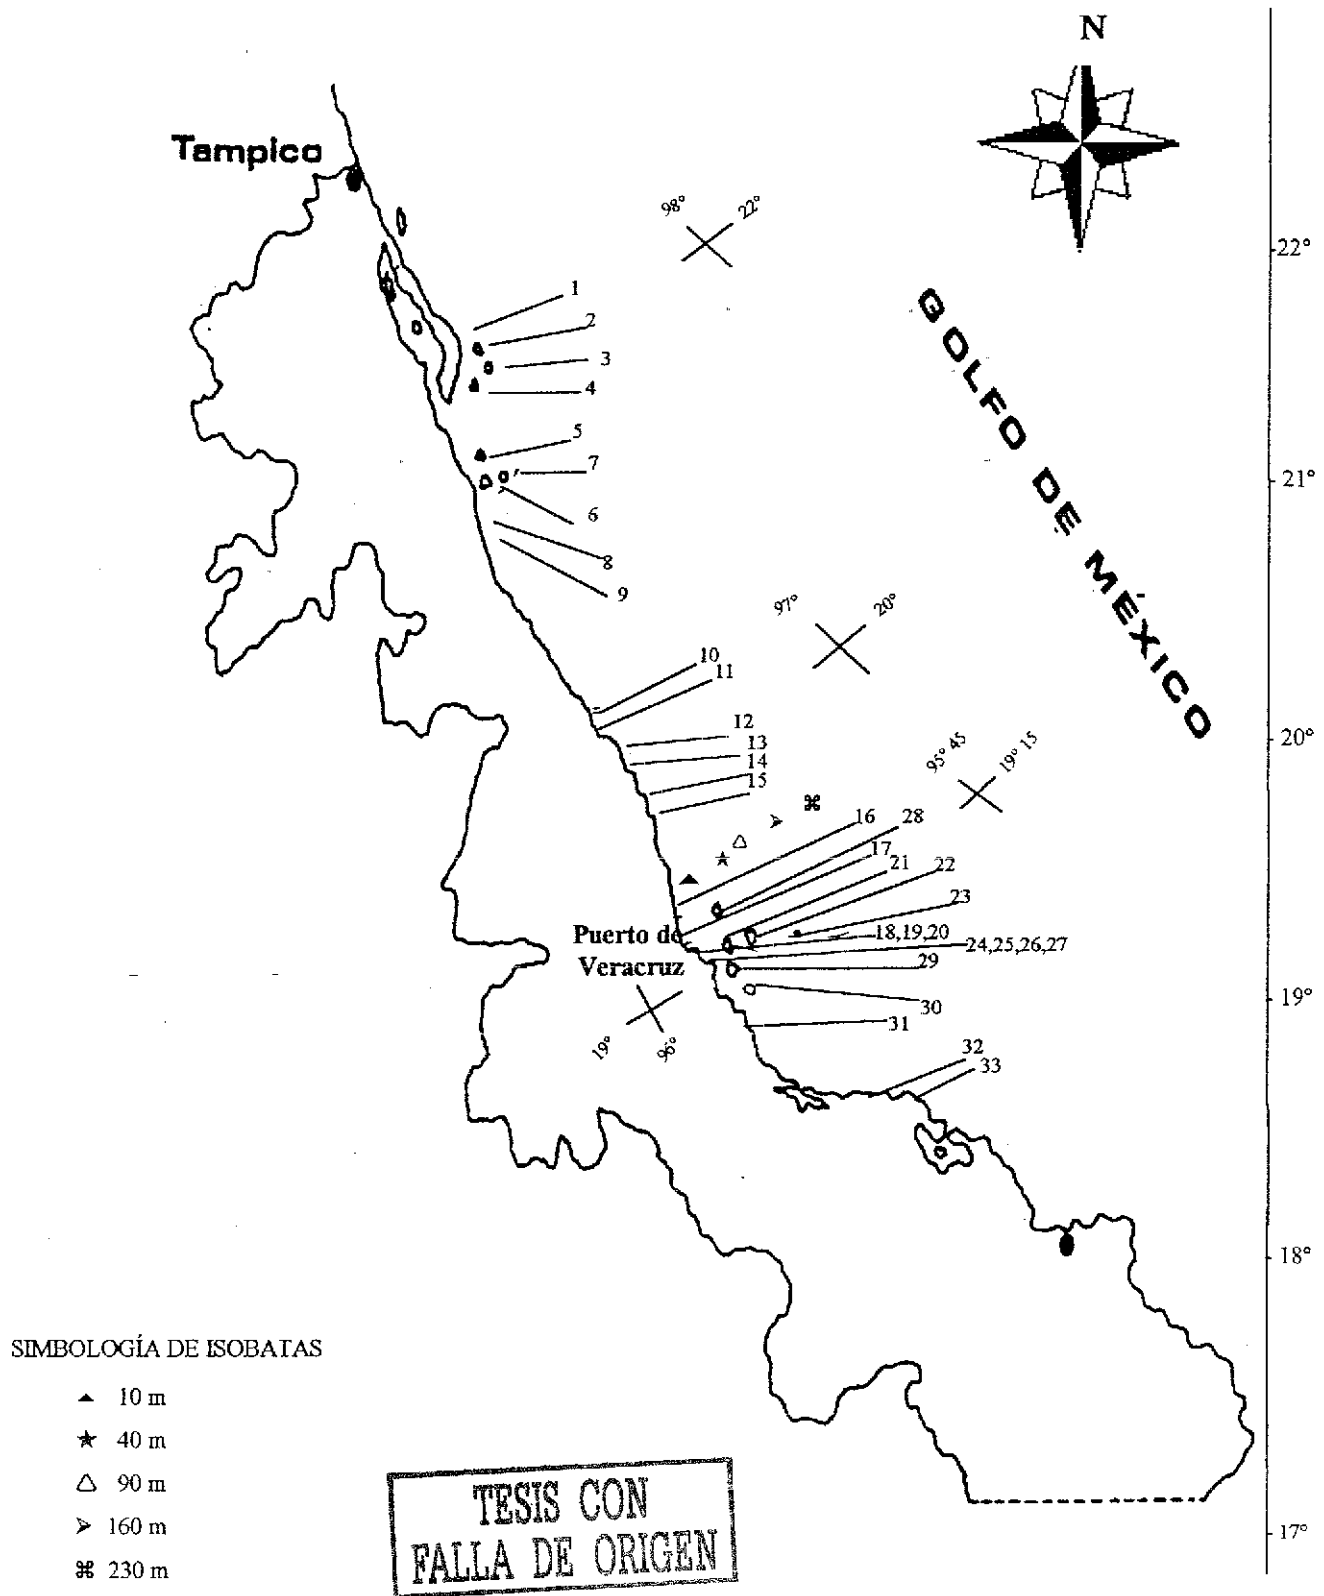 N
Tampico
98° 22°
22°
1
2
3
4
5
7
6
8
9
21°
GOLFO DE MÉXICO
97° 20°
10
11
12
13
14
15
20°
95° 45 19° 15
16
28
17
21
22
23
18,19,20
24,25,26,27
29
30
31
Puerto de
Veracruz
19° 96°
19°
32
33
18°
SIMBOLOGÍA DE ISOBATAS
10 m
40 m
90 m
160 m
230 m
TESIS CON
FALLA DE ORIGEN
17°